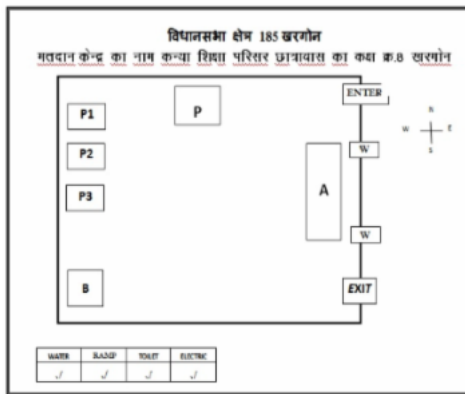 विधानसभा क्षेत्र 185 खरगोन
मतदान केन्द्र का नाम कन्या शिक्षा परिसर छात्रावास का कक्ष क्र.8 खरगोन
P1
P
ENTER
N
W E
S
P2
W
P3
A
W
B
EXIT
WATER RAMP TOILET ELECTRIC
√ √ √ √